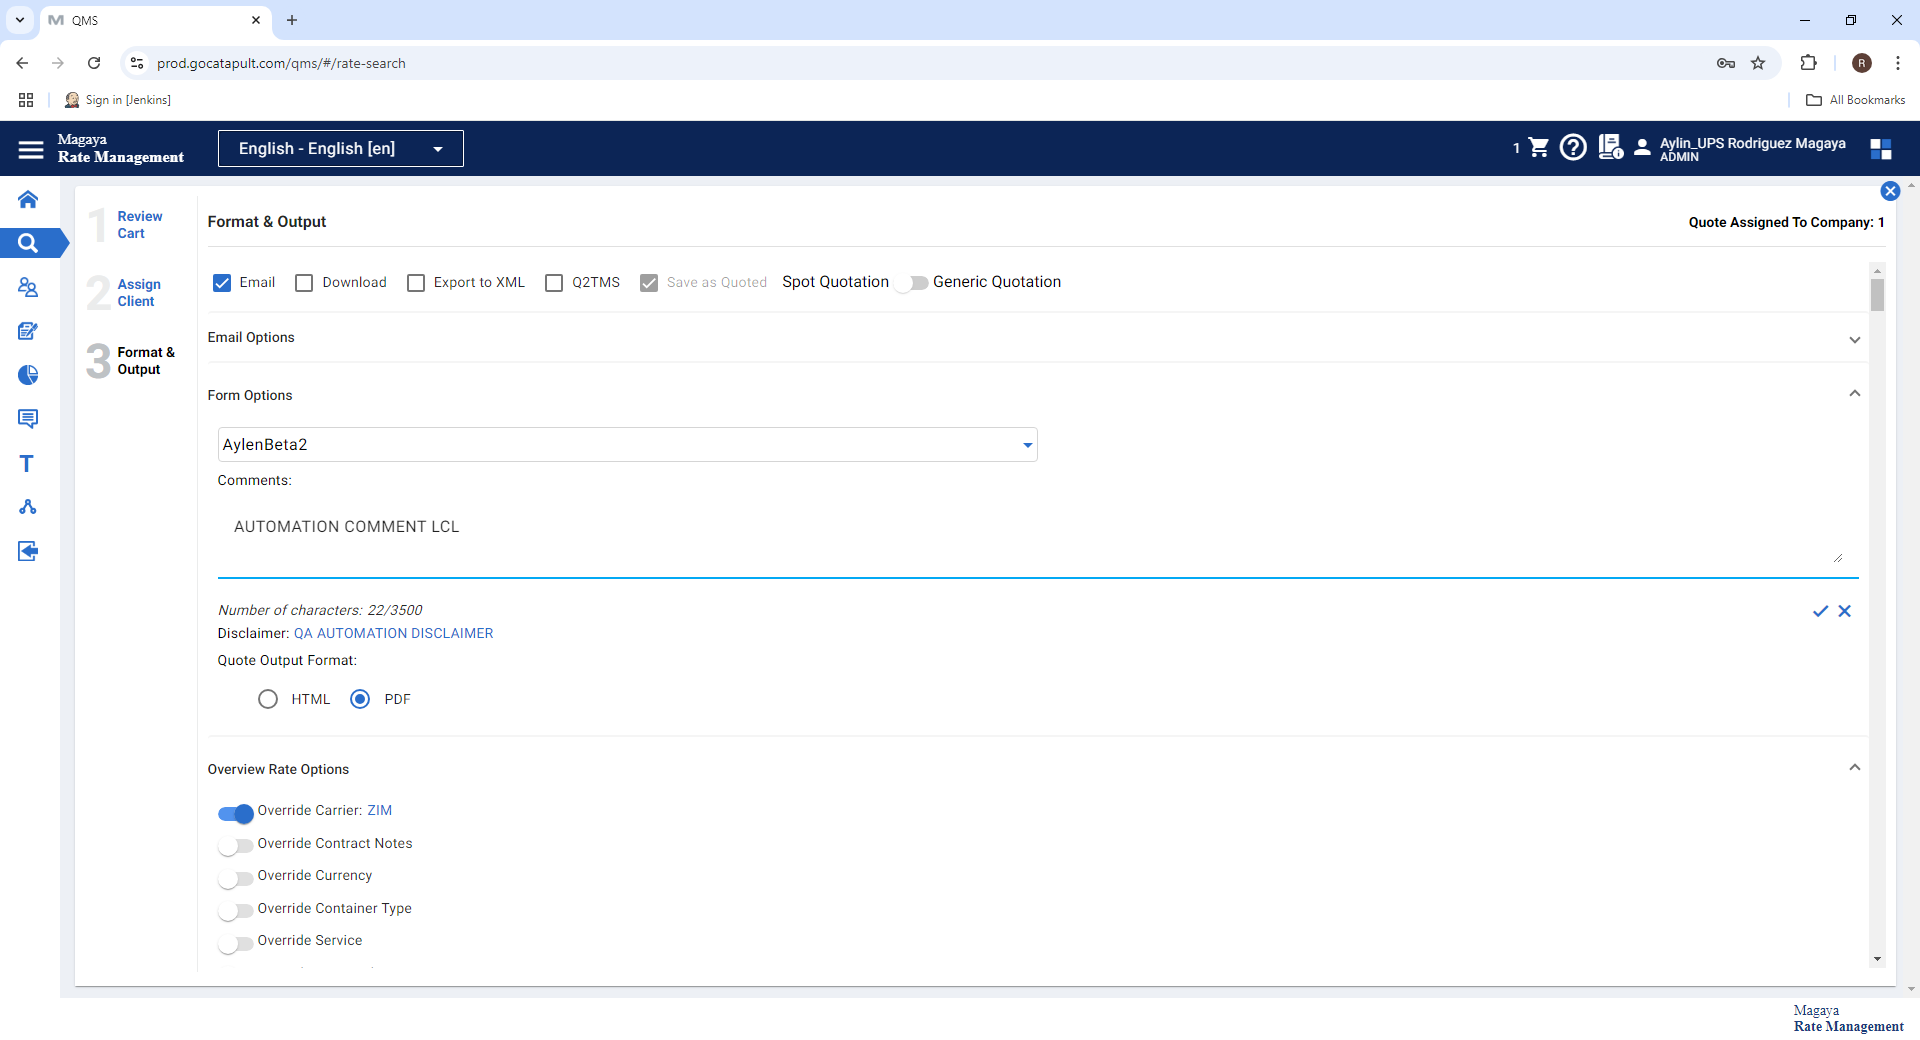 QMS
prod.gocatapult.com/qms/#/rate-search
R
Sign in [Jenkins]
All Bookmarks
Magaya
Rate Management
English - English [en]
1
Aylin_UPS Rodriguez Magaya
ADMIN
1 Review Cart
2 Assign Client
3 Format & Output
Format & Output
Quote Assigned To Company: 1
Email
Download
Export to XML
Q2TMS
Save as Quoted
Spot Quotation
Generic Quotation
Email Options
Form Options
AylenBeta2
Comments:
AUTOMATION COMMENT LCL
Number of characters: 22/3500
Disclaimer: QA AUTOMATION DISCLAIMER
Quote Output Format:
HTML
PDF
Overview Rate Options
Override Carrier: ZIM
Override Contract Notes
Override Currency
Override Container Type
Override Service
Magaya
Rate Management